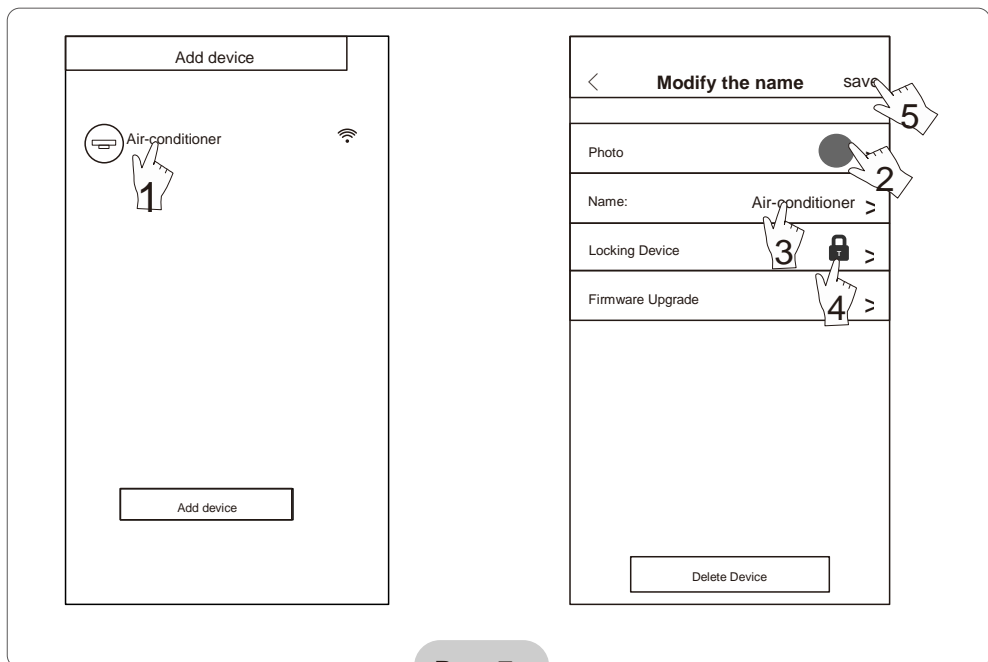 Add device
Air-conditioner
1
Add device
< Modify the name save
5
Photo
2
Name: Air-conditioner >
3
Locking Device >
Firmware Upgrade >
4
Delete Device